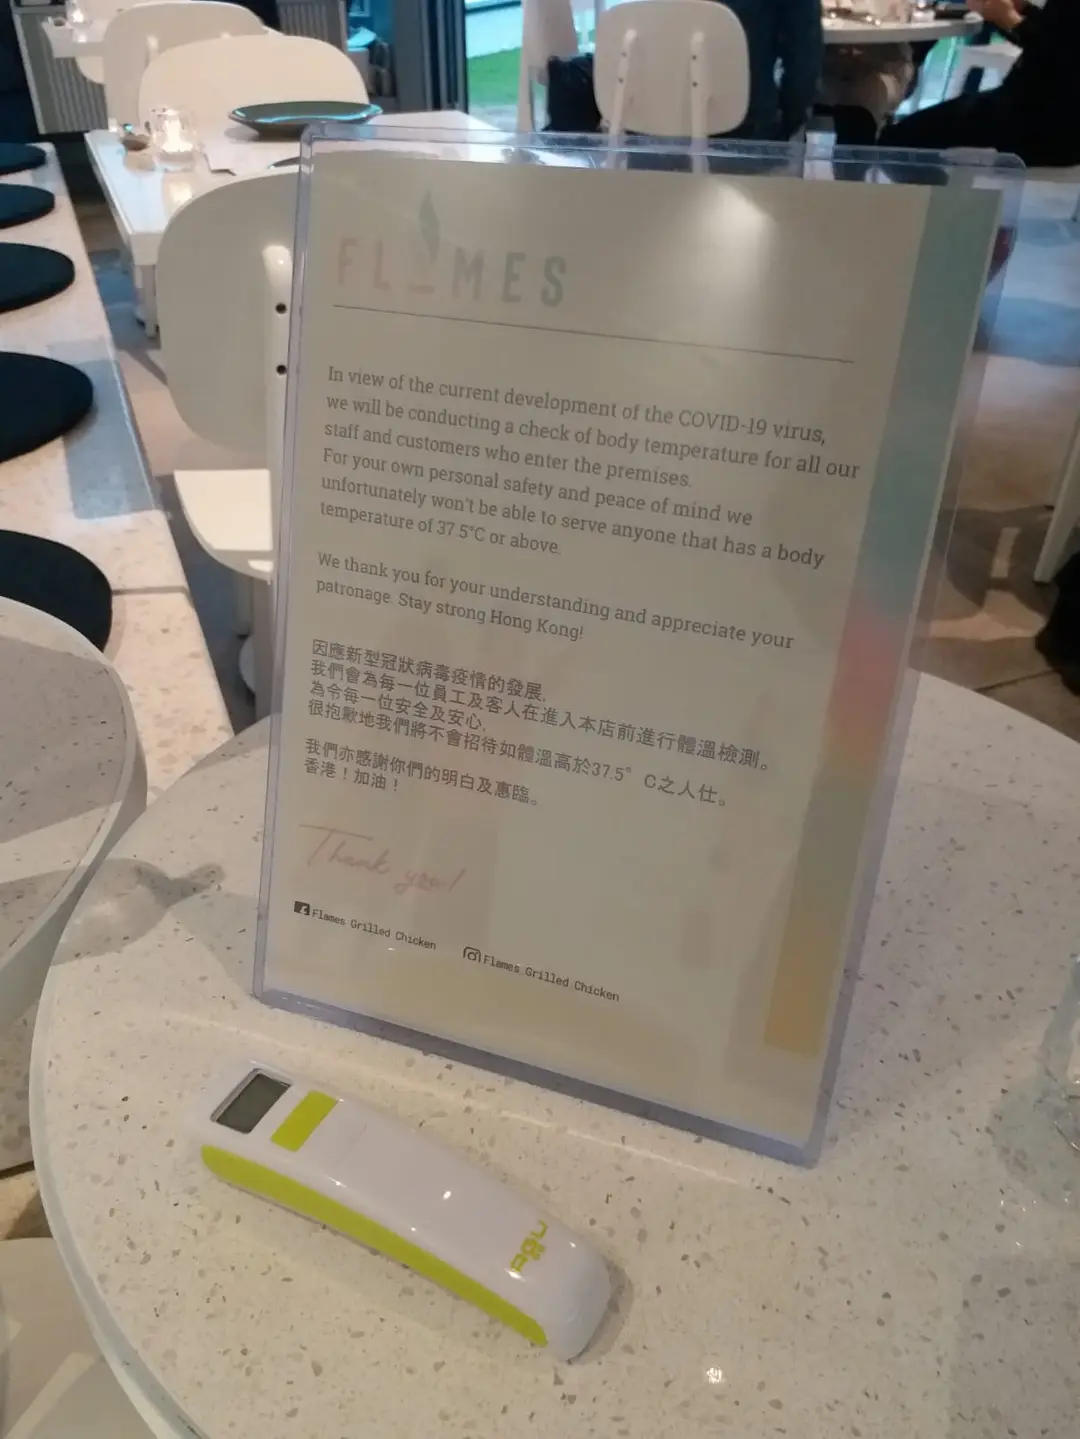 FLAMES
In view of the current development of the COVID-19 virus,
we will be conducting a check of body temperature for all our
staff and customers who enter the premises.
For your own personal safety and peace of mind we
unfortunately won't be able to serve anyone that has a body
temperature of 37.5°C or above.
We thank you for your understanding and appreciate your
patronage. Stay strong Hong Kong!
因應新型冠狀病毒疫情的發展,
我們會為每一位員工及客人在進入本店前進行體溫檢測。
為令每一位安全及安心,
很抱歉地我們將不會招待如體溫高於37.5°C之人仕。
我們亦感謝你們的明白及惠臨。
香港！加油！
Thank you!
Flames Grilled Chicken
Flames Grilled Chicken